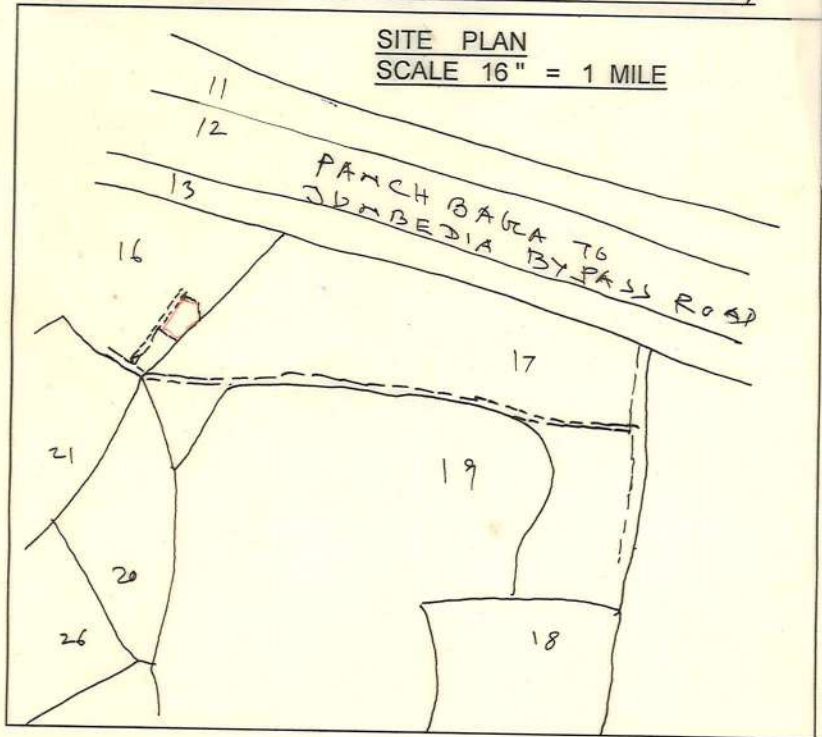 SITE PLAN
SCALE 16" = 1 MILE
11
12
13
PANCH BAGA TO
DUMBEDIA BYPASS ROAD
16
17
21
19
20
26
18